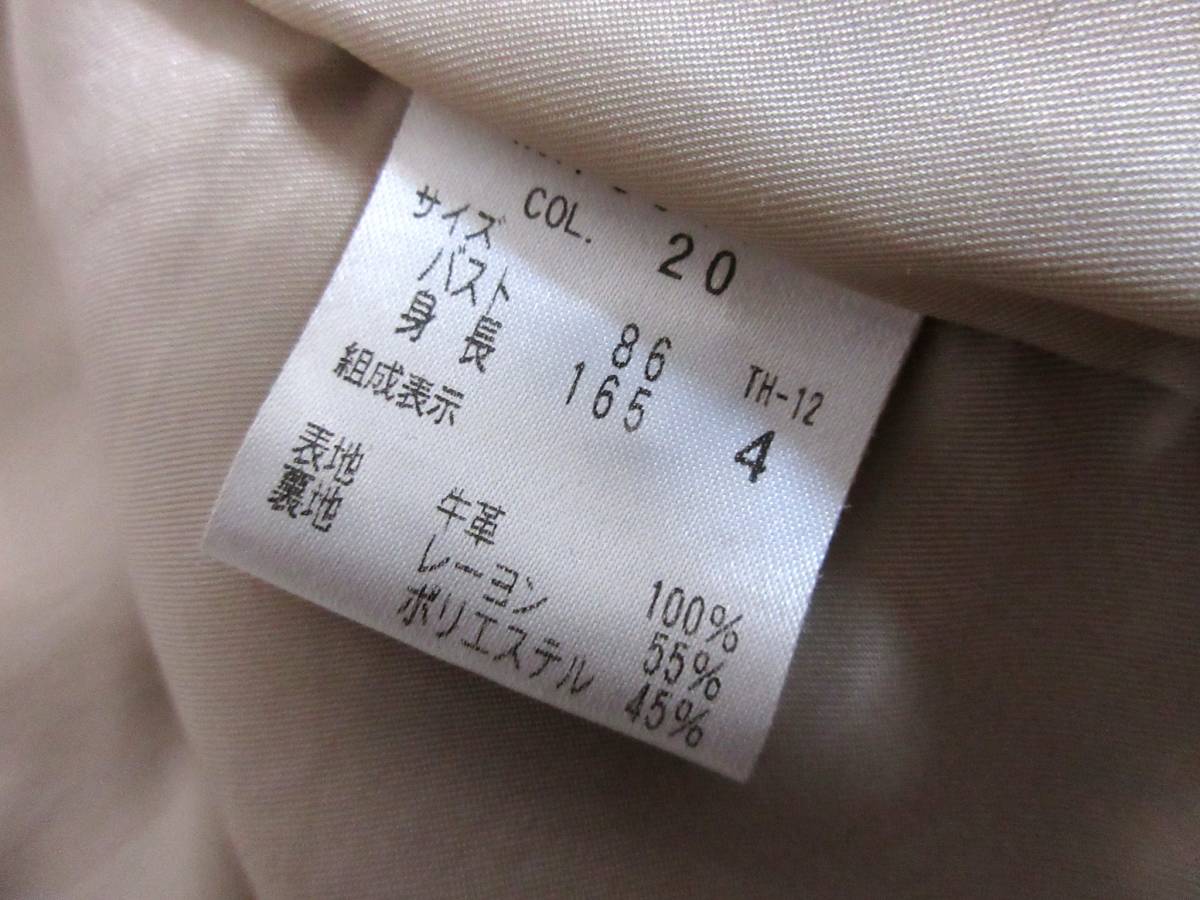 COL. 20
サイズ
バスト 86 TH-12
身長 165 4
組成表示
表地 牛革 100%
裏地 レーヨン 55%
ポリエステル 45%